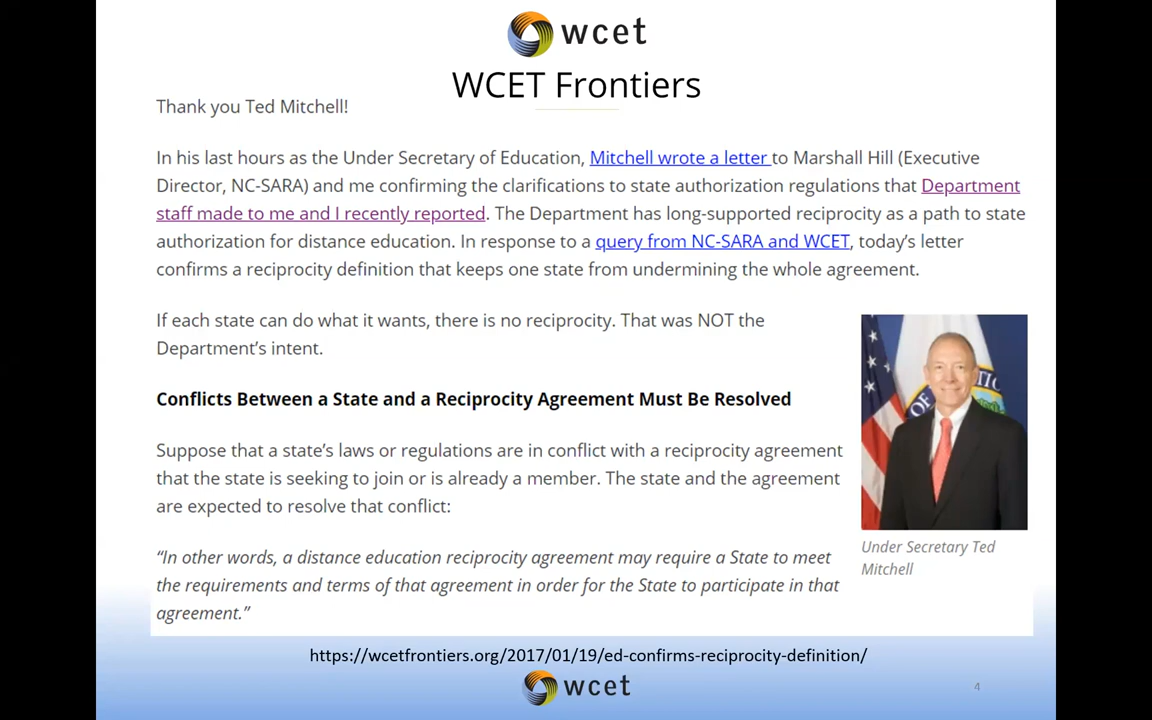 wcet
WCET Frontiers
Thank you Ted Mitchell!
In his last hours as the Under Secretary of Education, Mitchell wrote a letter to Marshall Hill (Executive
Director, NC-SARA) and me confirming the clarifications to state authorization regulations that Department
staff made to me and I recently reported. The Department has long-supported reciprocity as a path to state
authorization for distance education. In response to a query from NC-SARA and WCET, today’s letter
confirms a reciprocity definition that keeps one state from undermining the whole agreement.
If each state can do what it wants, there is no reciprocity. That was NOT the
Department’s intent.
Conflicts Between a State and a Reciprocity Agreement Must Be Resolved
Suppose that a state’s laws or regulations are in conflict with a reciprocity agreement
that the state is seeking to join or is already a member. The state and the agreement
are expected to resolve that conflict:
“In other words, a distance education reciprocity agreement may require a State to meet
the requirements and terms of that agreement in order for the State to participate in that
agreement.”
Under Secretary Ted
Mitchell
https://wcetfrontiers.org/2017/01/19/ed-confirms-reciprocity-definition/
wcet
4